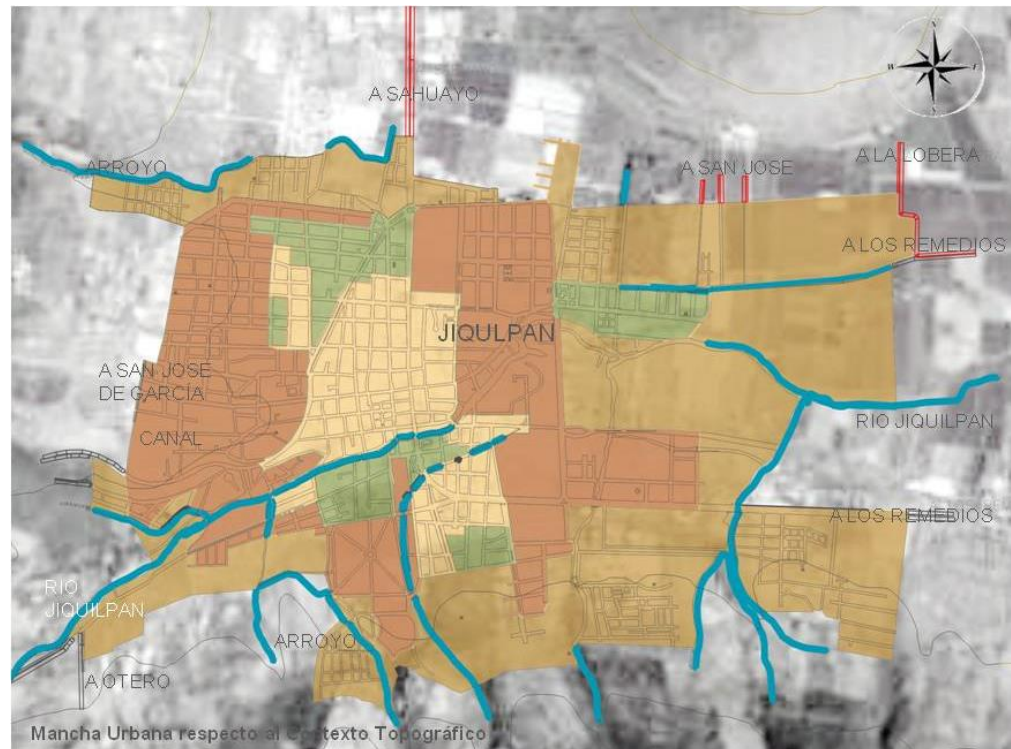 N
W
E
S
A SAHUAYO
ARROYO
A SAN JOSE
A LA LOBERA
A LOS REMEDIOS
JIQULPAN
A SAN JOSE
DE GARCÍA
CANAL
RIO JIQUILPAN
A LOS REMEDIOS
RIO
JIQUILPAN
ARROYO
A OTERO
Mancha Urbana respecto al Contexto Topográfico